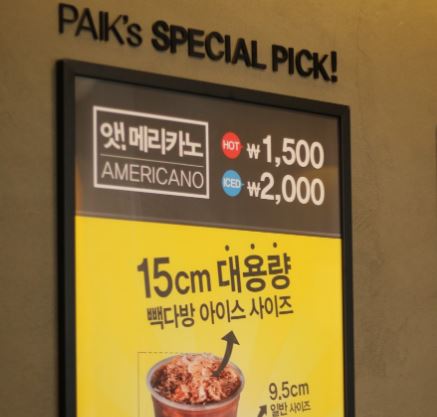 PAIK's SPECIAL PICK!
앗! 메리카노
AMERICANO
HOT ₩1,500
ICED ₩2,000
15cm 대용량
빽다방 아이스 사이즈
9.5cm
일반 사이즈